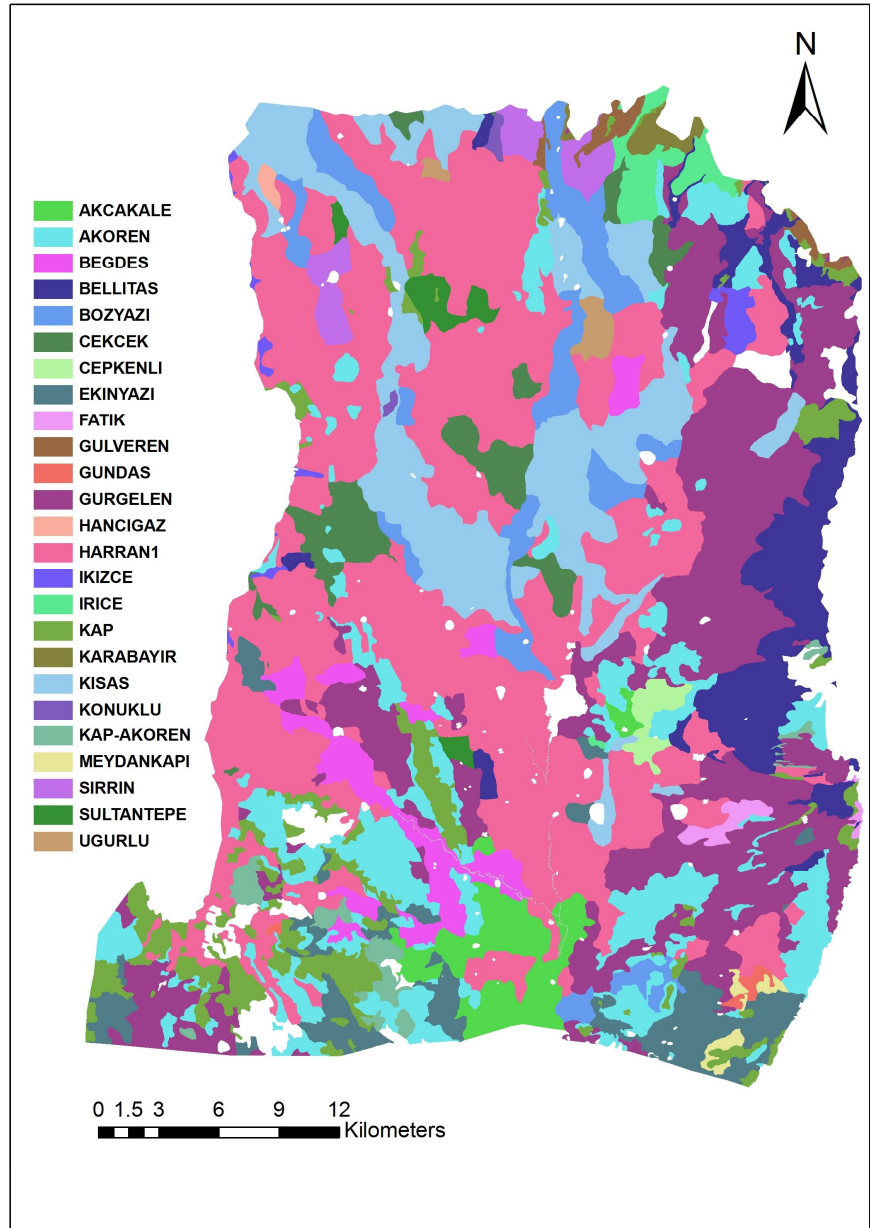 N
AKCAKALE
AKOREN
BEGDES
BELLITAS
BOZYAZI
CEKCEK
CEPKENLI
EKINYAZI
FATIK
GULVEREN
GUNDAS
GURGELEN
HANCIGAZ
HARRAN1
IKIZCE
IRICE
KAP
KARABAYIR
KISAS
KONUKLU
KAP-AKOREN
MEYDANKAPI
SIRRIN
SULTANTEPE
UGURLU
0 1.5 3 6 9 12
Kilometers